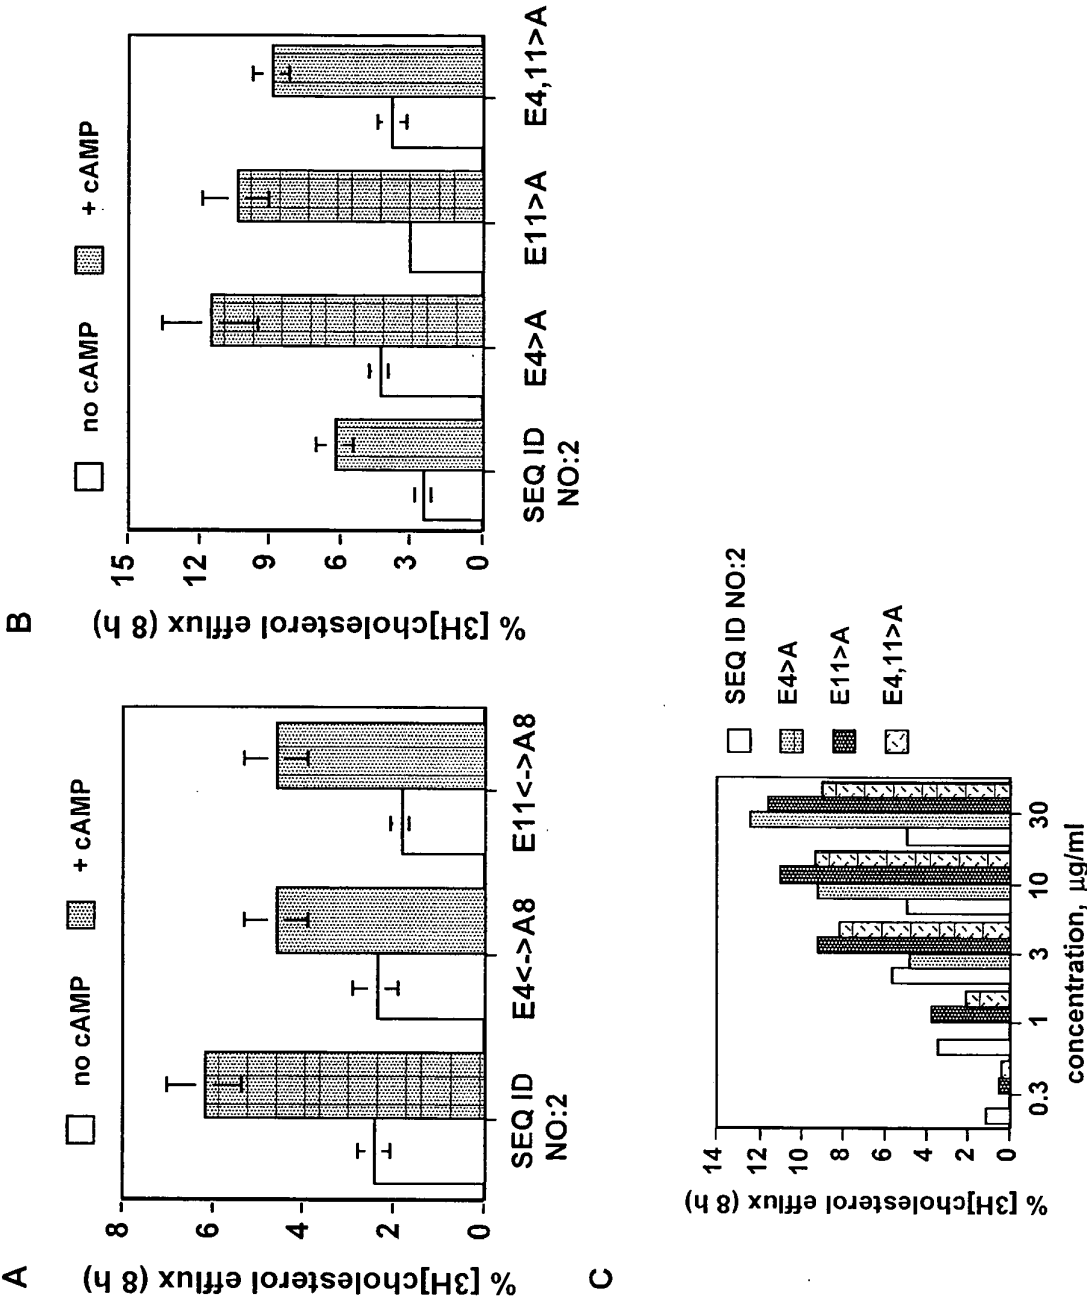 A
no cAMP
+ cAMP
% [3H]cholesterol efflux (8 h)
8
6
4
2
0
SEQ ID
NO:2
E4<->A8
E11<->A8
B
no cAMP
+ cAMP
% [3H]cholesterol efflux (8 h)
15
12
9
6
3
0
SEQ ID
NO:2
E4>A
E11>A
E4,11>A
C
% [3H]cholesterol efflux (8 h)
14
12
10
8
6
4
2
0
0.3
1
3
10
30
concentration, µg/ml
SEQ ID NO:2
E4>A
E11>A
E4,11>A